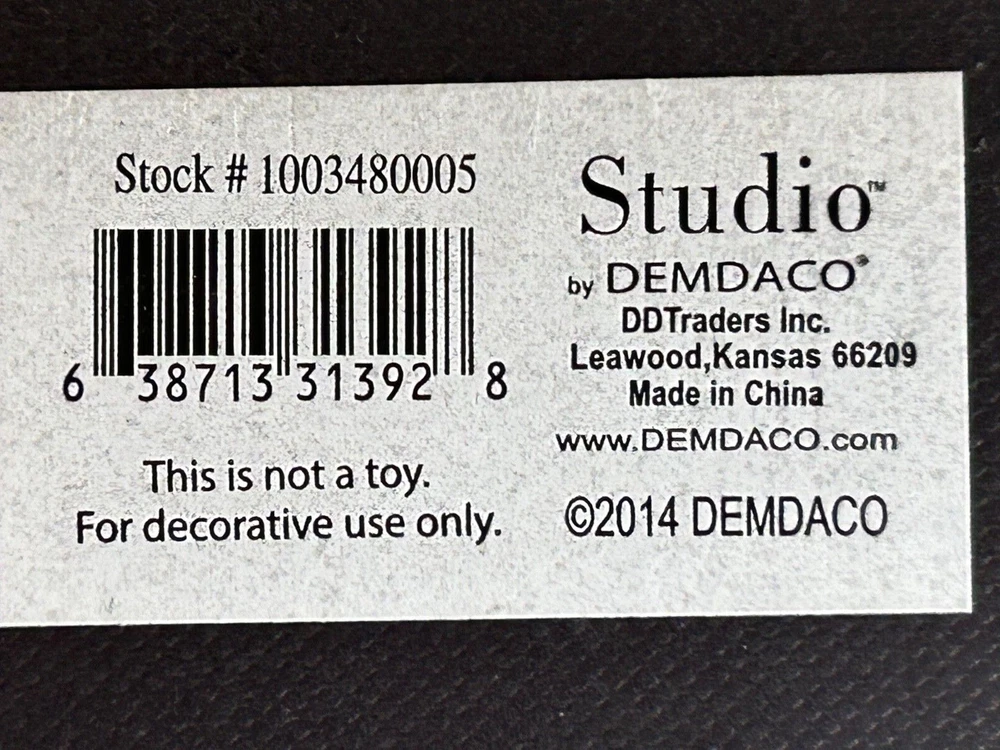 Stock # 1003480005
6 38713 31392 8
This is not a toy.
For decorative use only.
Studio™
by DEMDACO®
DDTraders Inc.
Leawood,Kansas 66209
Made in China
www.DEMDACO.com
©2014 DEMDACO